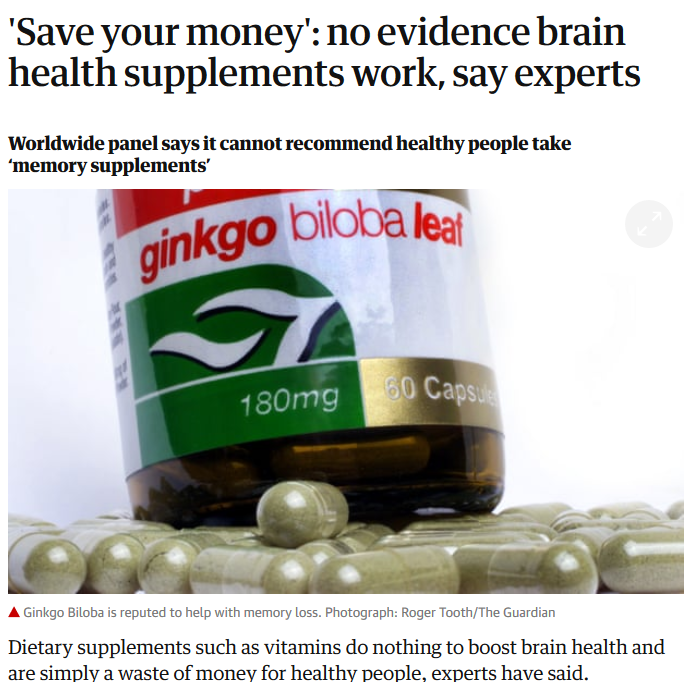 'Save your money': no evidence brain
health supplements work, say experts
Worldwide panel says it cannot recommend healthy people take
‘memory supplements’
ginkgo biloba leaf
180mg
60 Capsules
Ginkgo Biloba is reputed to help with memory loss. Photograph: Roger Tooth/The Guardian
Dietary supplements such as vitamins do nothing to boost brain health and
are simply a waste of money for healthy people, experts have said.